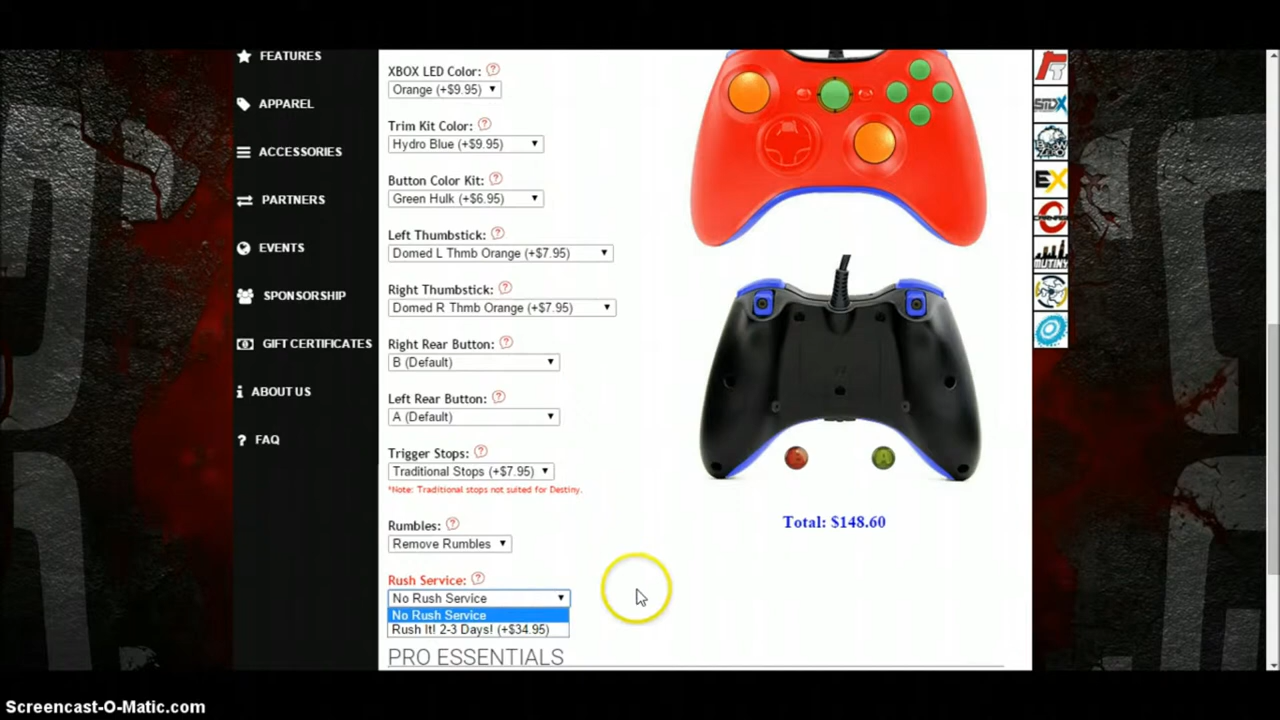 FEATURES
APPAREL
ACCESSORIES
PARTNERS
EVENTS
SPONSORSHIP
GIFT CERTIFICATES
ABOUT US
FAQ
XBOX LED Color:
Orange (+$9.95)
Trim Kit Color:
Hydro Blue (+$9.95)
Button Color Kit:
Green Hulk (+$6.95)
Left Thumbstick:
Domed L Thmb Orange (+$7.95)
Right Thumbstick:
Domed R Thmb Orange (+$7.95)
Right Rear Button:
B (Default)
Left Rear Button:
A (Default)
Trigger Stops:
Traditional Stops (+$7.95)
*Note: Traditional stops not suited for Destiny.
Rumbles:
Remove Rumbles
Rush Service:
No Rush Service
No Rush Service
Rush It! 2-3 Days! (+$34.95)
PRO ESSENTIALS
Total: $148.60
STDX
EX
CARNAGE
MUTINY
Screencast-O-Matic.com